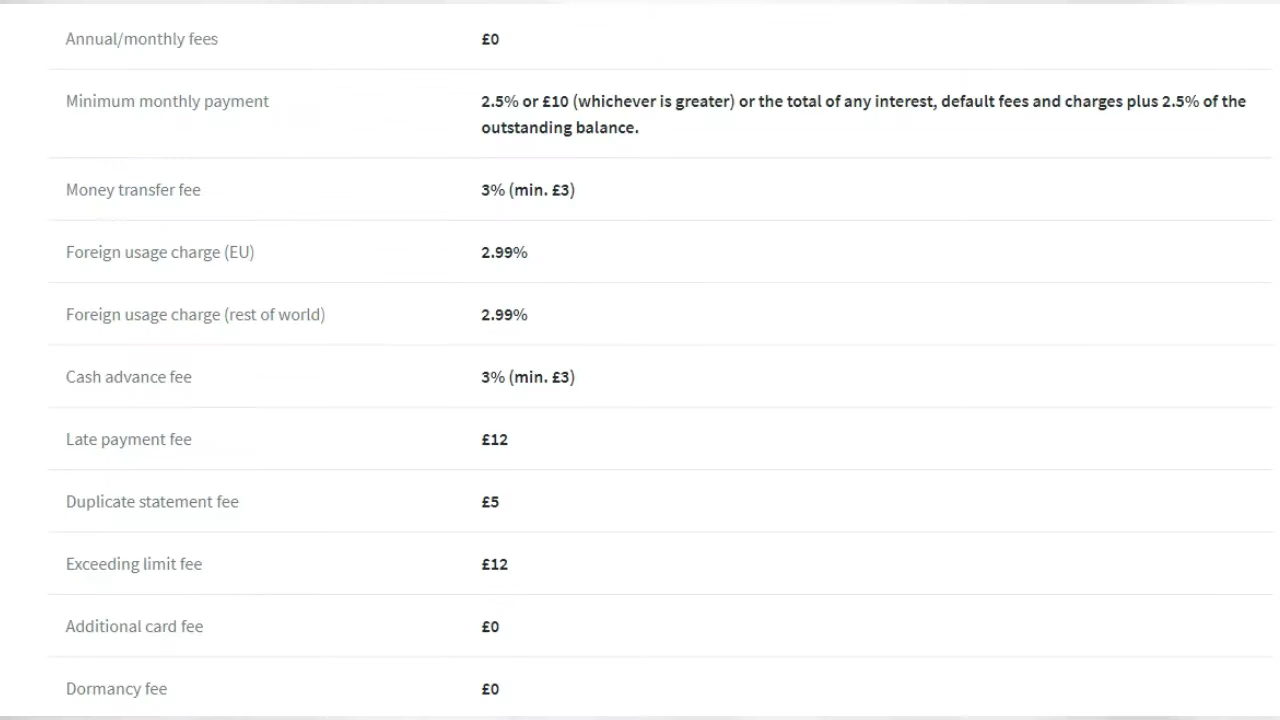 Annual/monthly fees £0
Minimum monthly payment 2.5% or £10 (whichever is greater) or the total of any interest, default fees and charges plus 2.5% of the
outstanding balance.
Money transfer fee 3% (min. £3)
Foreign usage charge (EU) 2.99%
Foreign usage charge (rest of world) 2.99%
Cash advance fee 3% (min. £3)
Late payment fee £12
Duplicate statement fee £5
Exceeding limit fee £12
Additional card fee £0
Dormancy fee £0